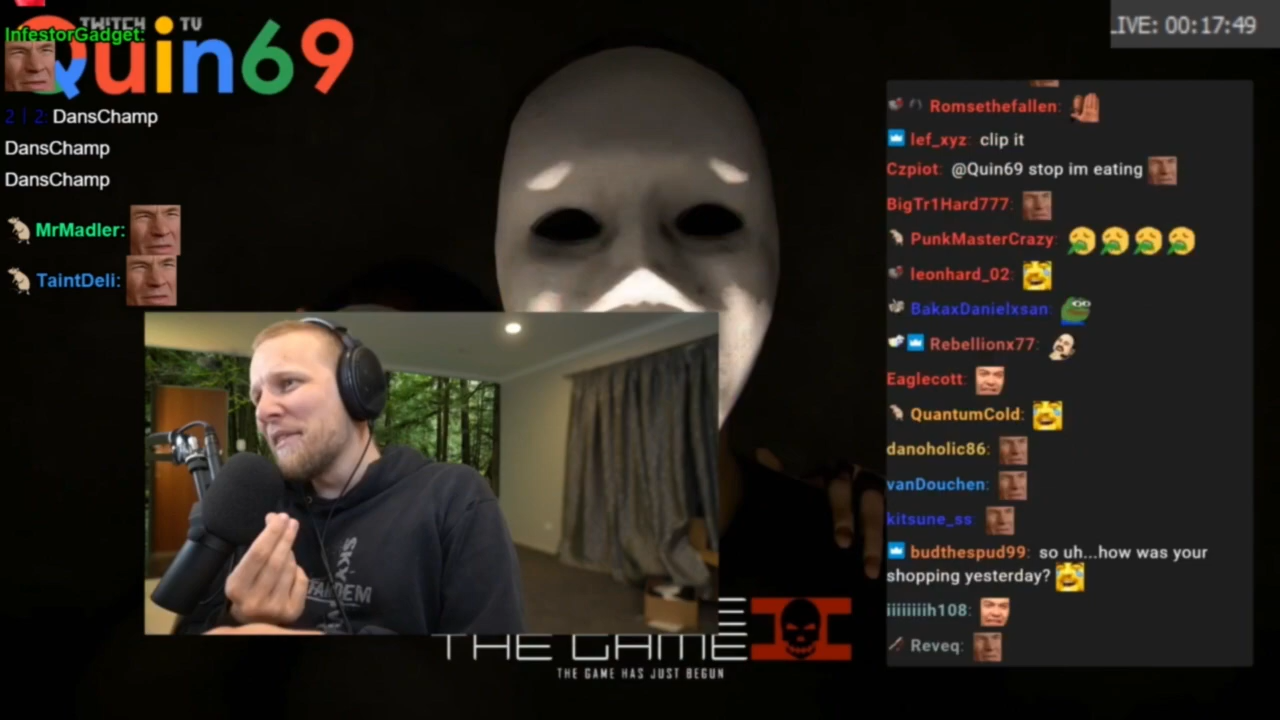 TWITCH TV
Quin69
InfestorGadget:
2 | 2: DansChamp
DansChamp
DansChamp
MrMadler:
TaintDeli:
LIVE: 00:17:49
Romsethefallen:
lef_xyz: clip it
Czpiot: @Quin69 stop im eating
BigTr1Hard777:
PunkMasterCrazy:
leonhard_02:
BakaxDanielxsan:
Rebellionx77:
Eaglecott:
QuantumCold:
danoholic86:
vanDouchen:
kitsune_ss:
budthespud99: so uh...how was your
shopping yesterday?
iiiiiiiih108:
Reveq:
SKY
TANDEM
THE GAME
THE GAME HAS JUST BEGUN